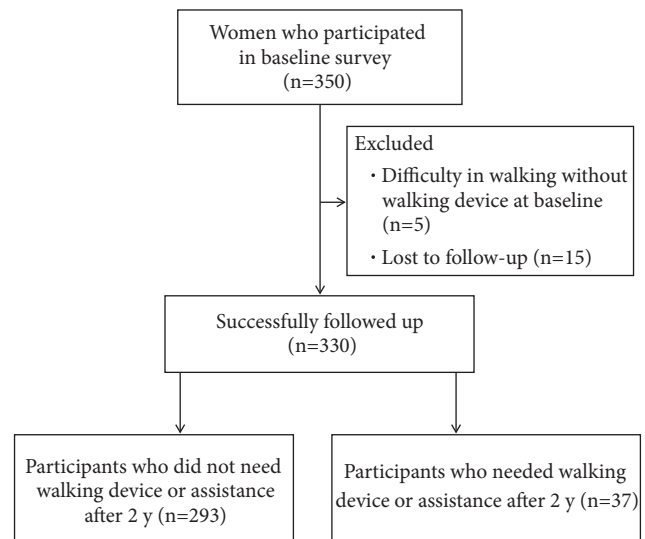 Women who participated
in baseline survey
(n=350)
Excluded
· Difficulty in walking without
walking device at baseline
(n=5)
· Lost to follow-up (n=15)
Successfully followed up
(n=330)
Participants who did not need
walking device or assistance
after 2 y (n=293)
Participants who needed walking
device or assistance after 2 y (n=37)